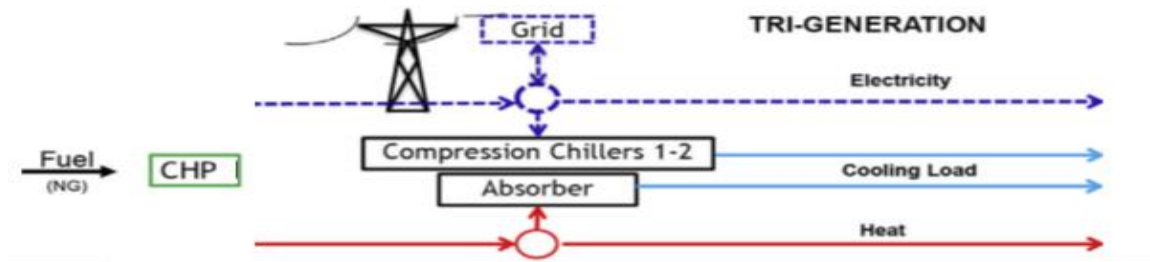 TRI-GENERATION
Grid
Electricity
Compression Chillers 1-2
Fuel
(NG)
CHP
Cooling Load
Absorber
Heat